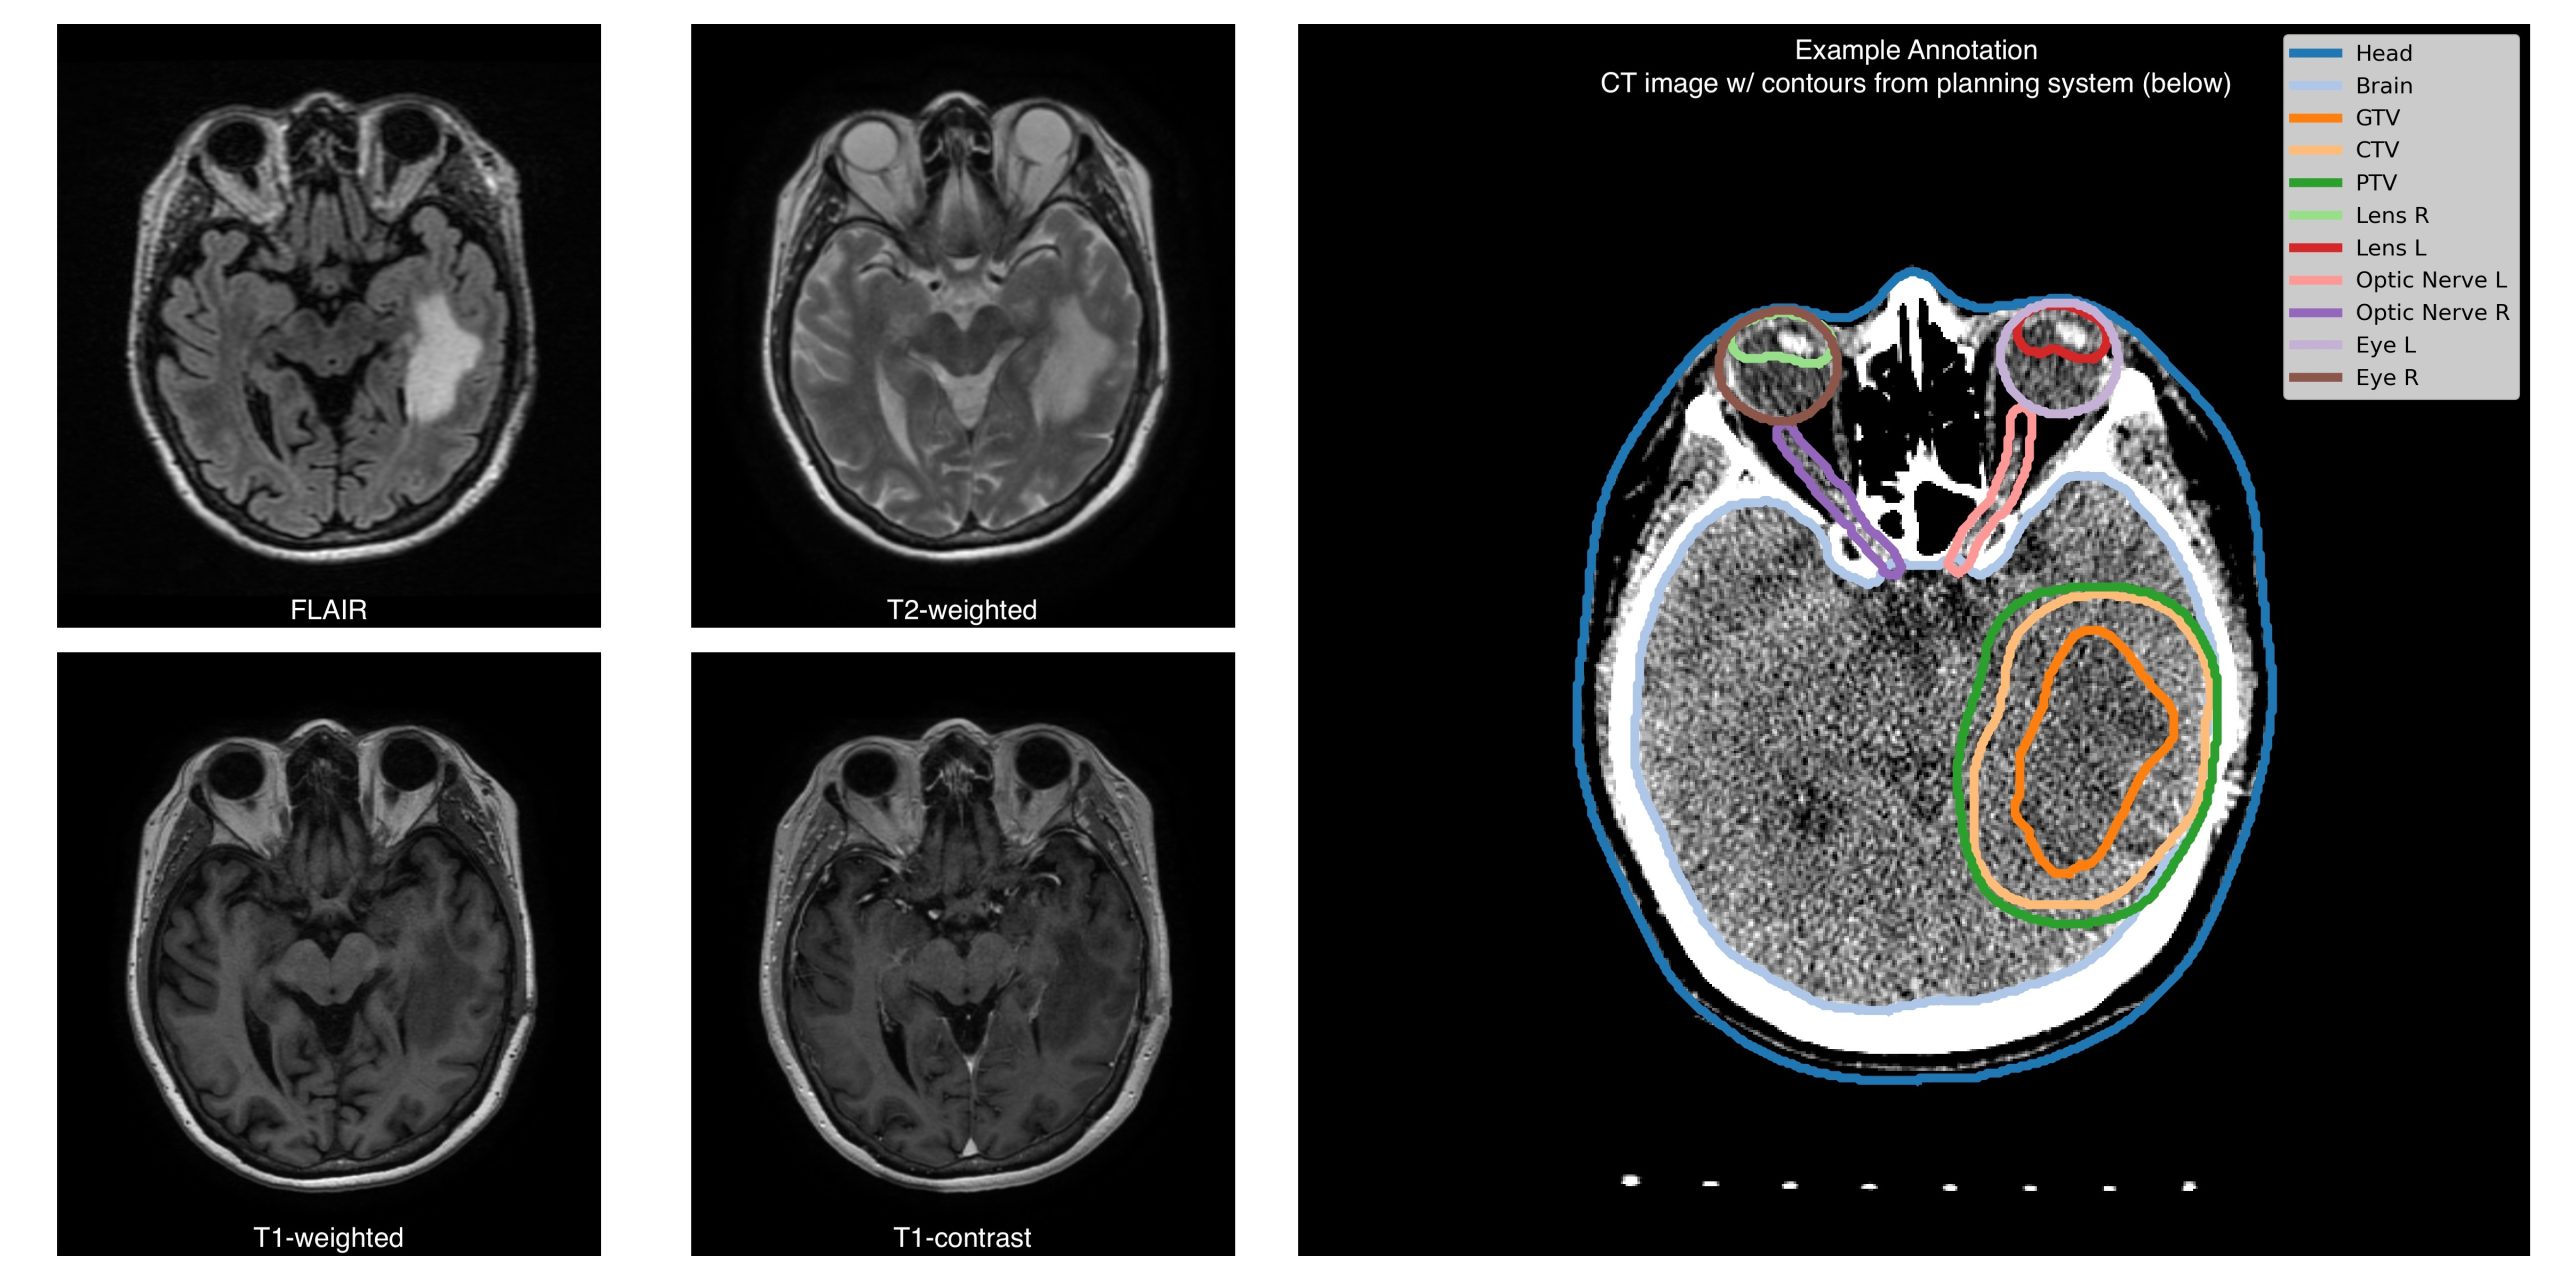 FLAIR
T2-weighted
T1-weighted
T1-contrast
Example Annotation
CT image w/ contours from planning system (below)
Head
Brain
GTV
CTV
PTV
Lens R
Lens L
Optic Nerve L
Optic Nerve R
Eye L
Eye R